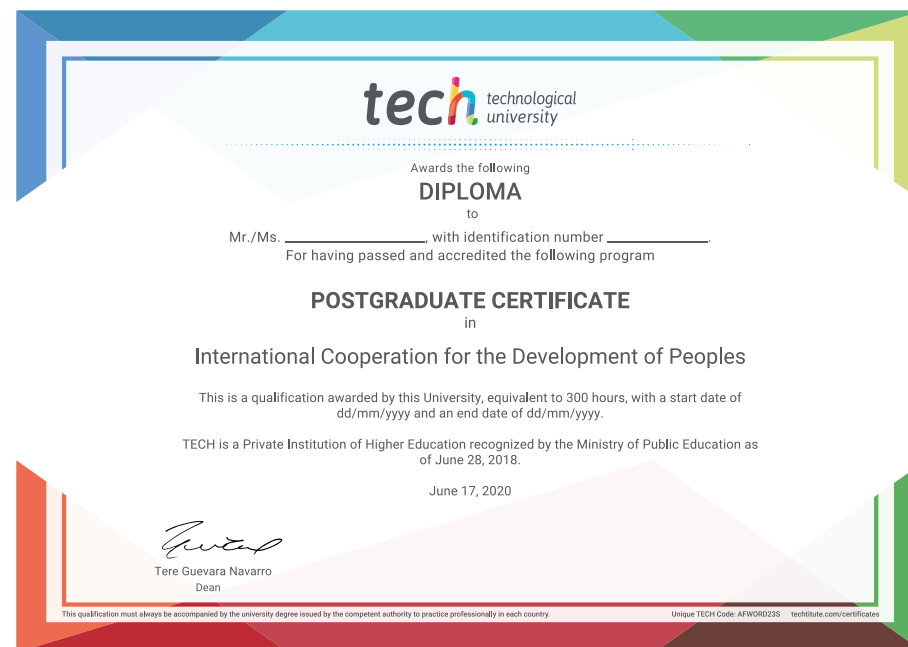 tech technological
university
Awards the following
DIPLOMA
to
Mr./Ms. ____________________, with identification number ______________.
For having passed and accredited the following program
POSTGRADUATE CERTIFICATE
in
International Cooperation for the Development of Peoples
This is a qualification awarded by this University, equivalent to 300 hours, with a start date of
dd/mm/yyyy and an end date of dd/mm/yyyy.
TECH is a Private Institution of Higher Education recognized by the Ministry of Public Education as
of June 28, 2018.
June 17, 2020
Tere Guevara Navarro
Dean
This qualification must always be accompanied by the university degree issued by the competent authority to practice professionally in each country. Unique TECH Code: AFWORD23S techtitute.com/certificates